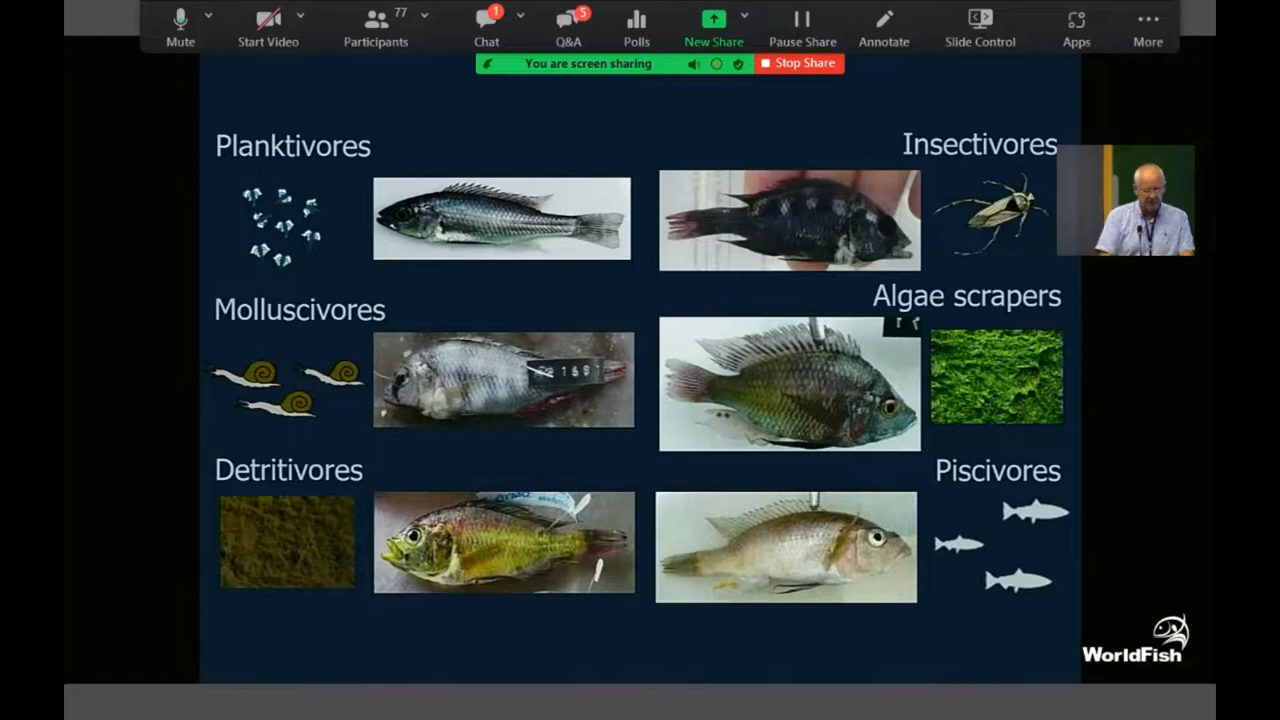 77
1
5
Mute
Start Video
Participants
Chat
Q&A
Polls
New Share
Pause Share
Annotate
Slide Control
Apps
More
You are screen sharing
Stop Share
Planktivores
Insectivores
Molluscivores
Algae scrapers
Detritivores
Piscivores
WorldFish